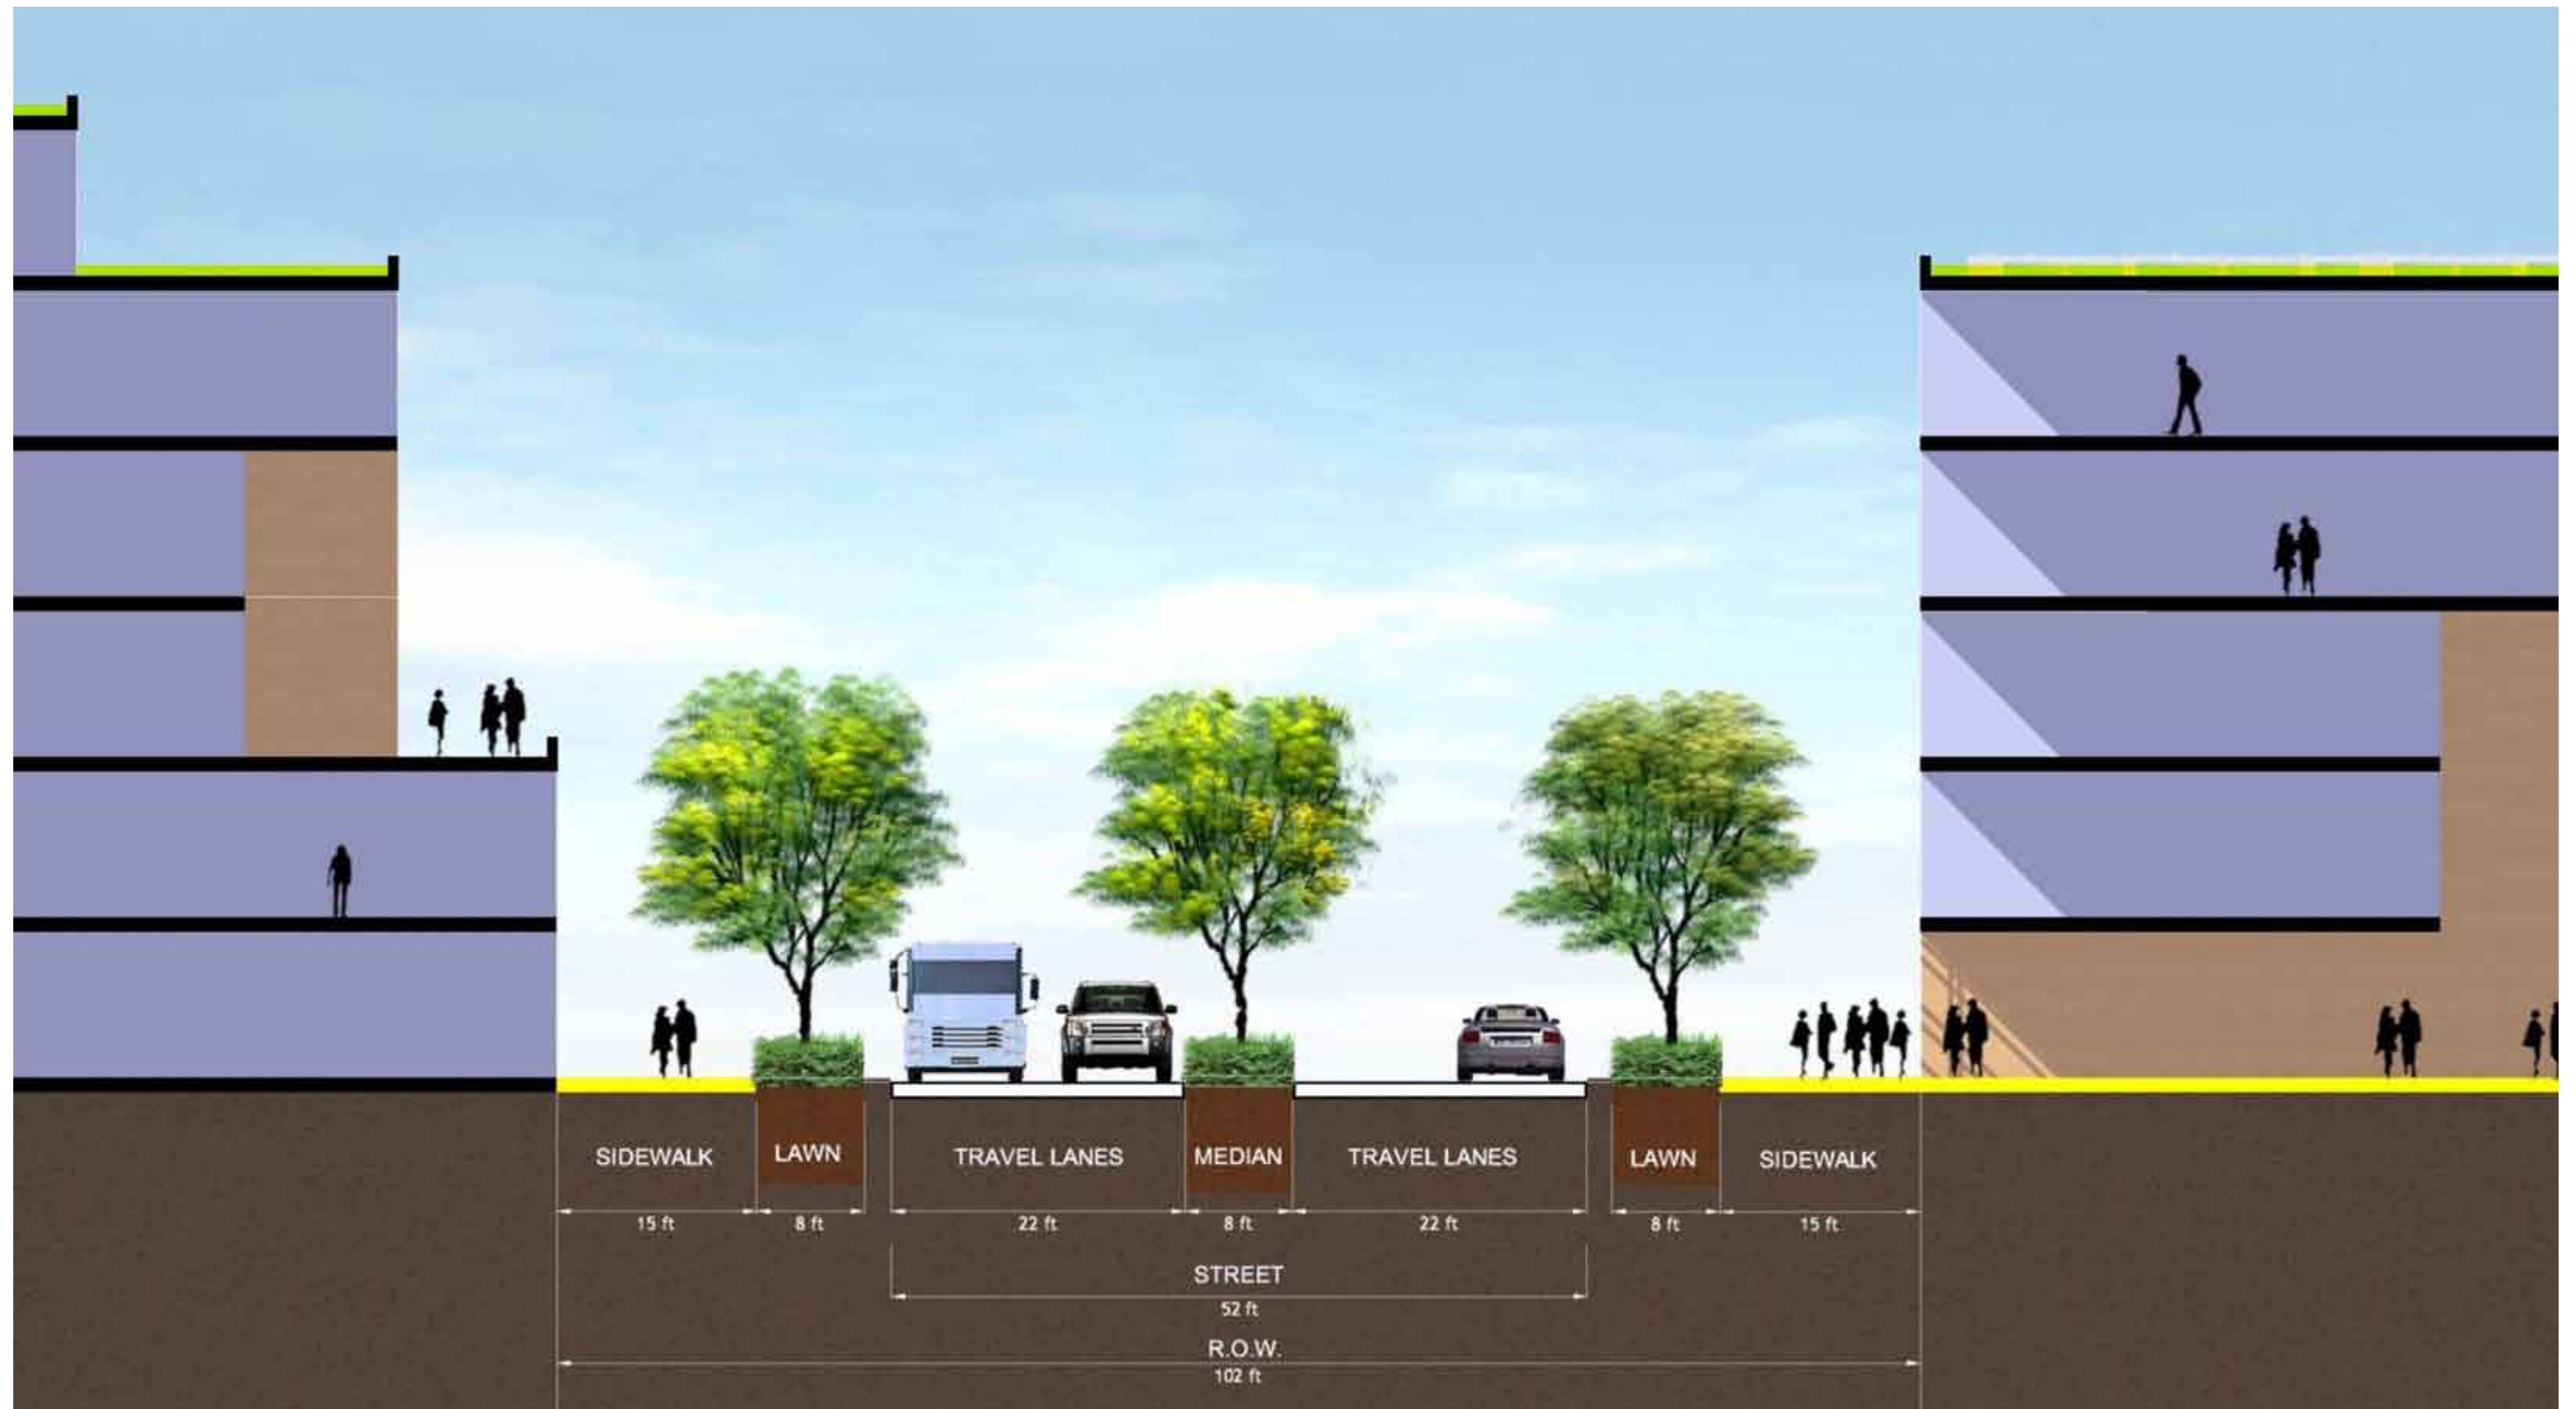 SIDEWALK LAWN TRAVEL LANES MEDIAN TRAVEL LANES LAWN SIDEWALK
15 ft 8 ft 22 ft 8 ft 22 ft 8 ft 15 ft
STREET
52 ft
R.O.W.
102 ft